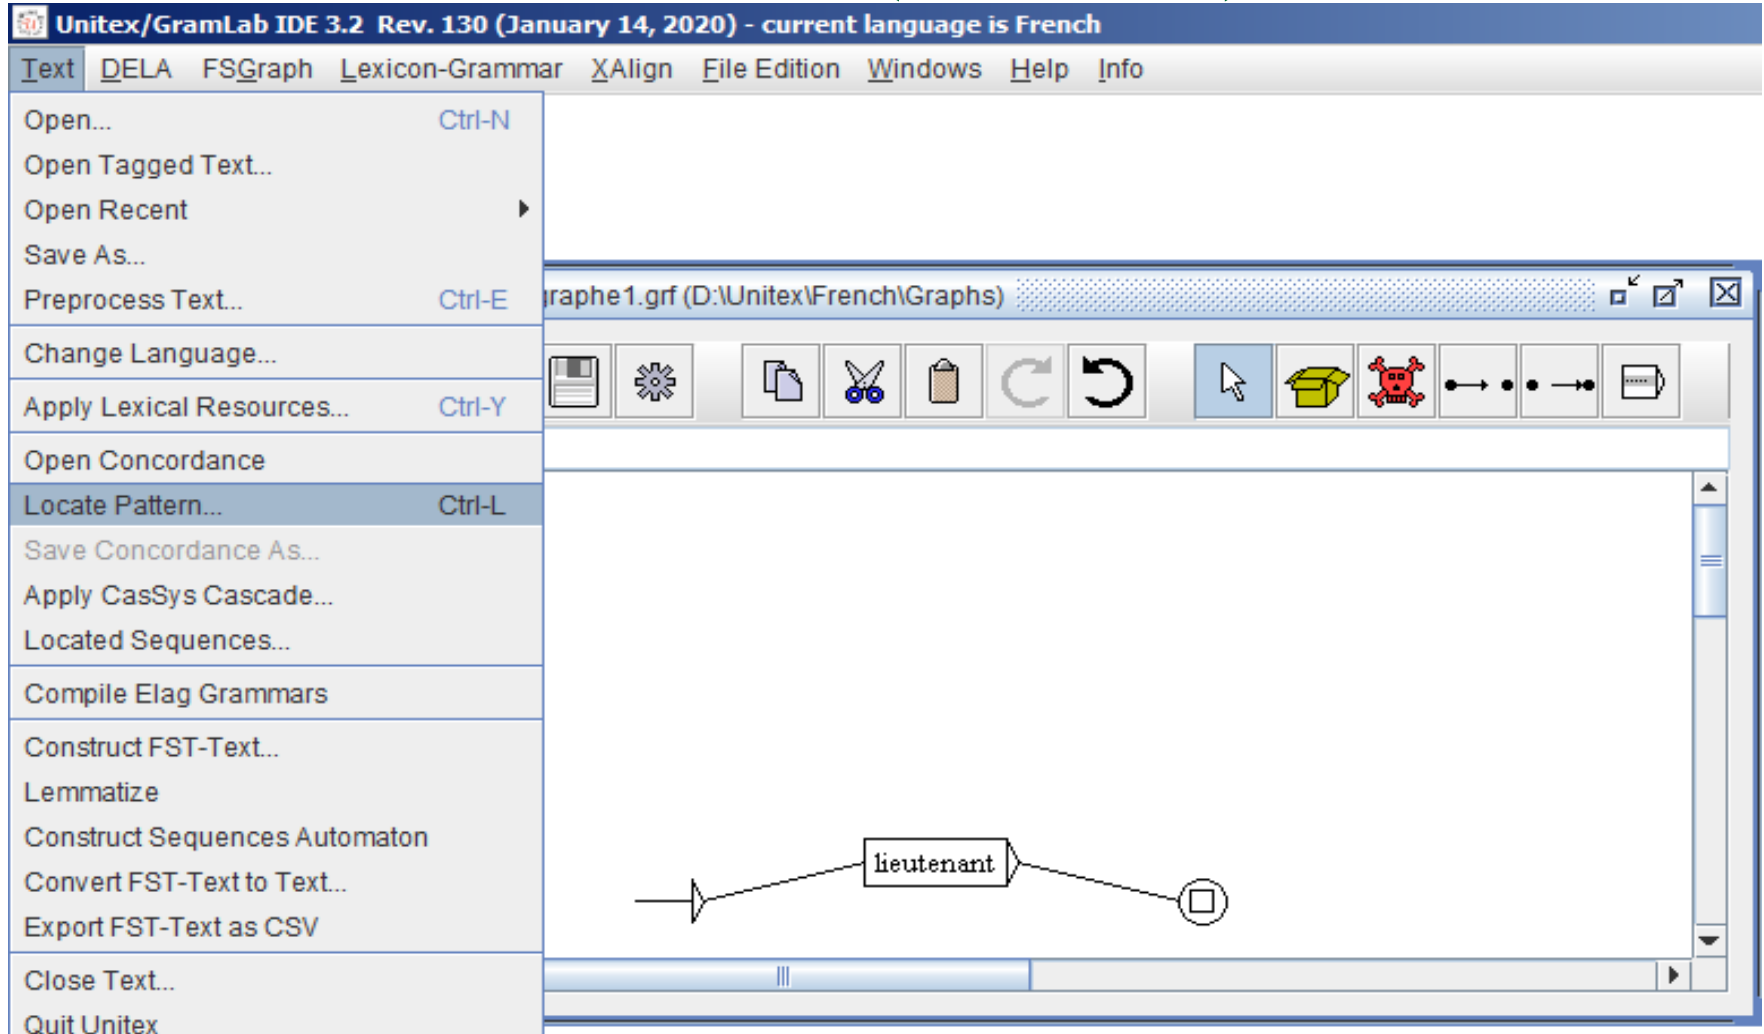 Unitex/GramLab IDE 3.2 Rev. 130 (January 14, 2020) - current language is French
Text DELA FSGraph Lexicon-Grammar XAlign File Edition Windows Help Info
Open... Ctrl-N
Open Tagged Text...
Open Recent
Save As...
Preprocess Text... Ctrl-E
raphe1.grf (D:\Unitex\French\Graphs)
Change Language...
Apply Lexical Resources... Ctrl-Y
Open Concordance
Locate Pattern... Ctrl-L
Save Concordance As...
Apply CasSys Cascade...
Located Sequences...
Compile Elag Grammars
Construct FST-Text...
Lemmatize
Construct Sequences Automaton
Convert FST-Text to Text...
Export FST-Text as CSV
Close Text...
Quit Unitex
lieutenant